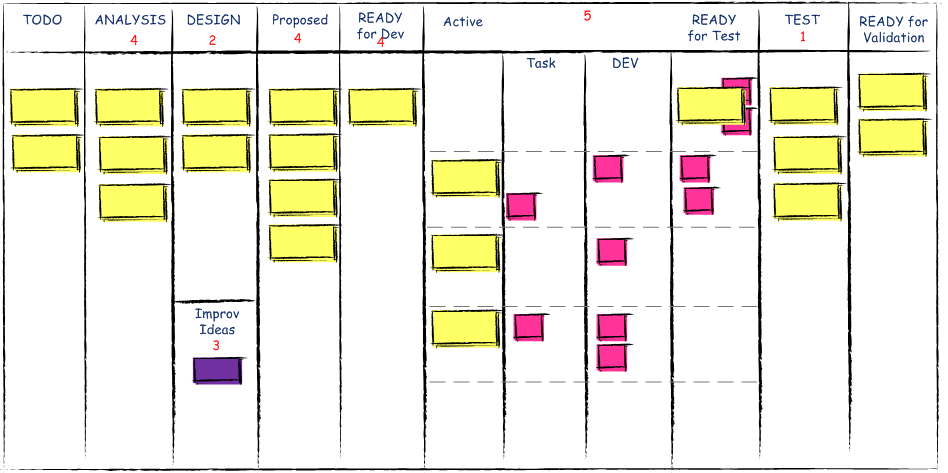 TODO
ANALYSIS
4
DESIGN
2
Proposed
4
READY
for Dev
4
Active
5
READY
for Test
TEST
1
READY for
Validation
Task
DEV
Improv
Ideas
3